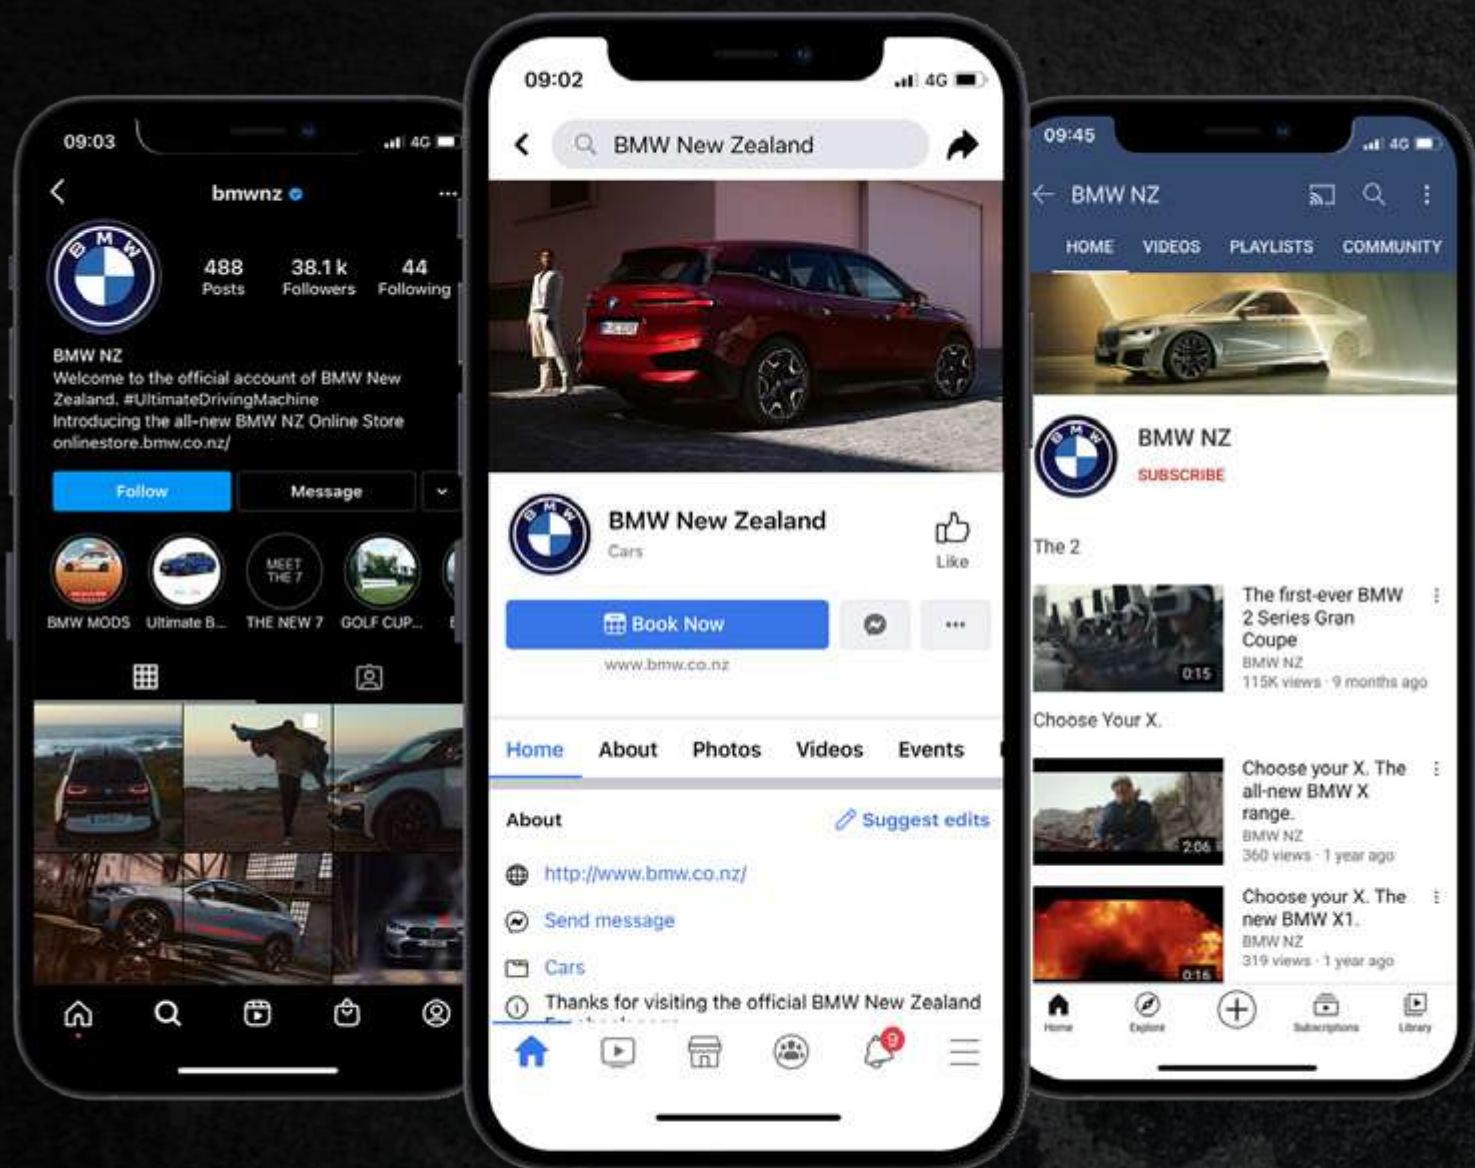 09:03
4G
bmwnz
488
38.1 k
44
Posts
Followers
Following
BMW
BMW NZ
Welcome to the official account of BMW New
Zealand. #UltimateDrivingMachine
Introducing the all-new BMW NZ Online Store
onlinestore.bmw.co.nz/
Follow
Message
MEET
THE 7
BMW MODS
Ultimate B...
THE NEW 7
GOLF CUP...
09:02
4G
BMW New Zealand
BMW
BMW New Zealand
Cars
Like
Book Now
www.bmw.co.nz
Home
About
Photos
Videos
Events
About
Suggest edits
http://www.bmw.co.nz/
Send message
Cars
Thanks for visiting the official BMW New Zealand
9
09:45
4G
BMW NZ
HOME
VIDEOS
PLAYLISTS
COMMUNITY
BMW
BMW NZ
SUBSCRIBE
The 2
0:15
The first-ever BMW
2 Series Gran
Coupe
BMW NZ
115K views · 9 months ago
Choose Your X.
2:06
Choose your X. The
all-new BMW X
range.
BMW NZ
360 views · 1 year ago
0:16
Choose your X. The
new BMW X1.
BMW NZ
319 views · 1 year ago
Home
Explore
Subscriptions
Library